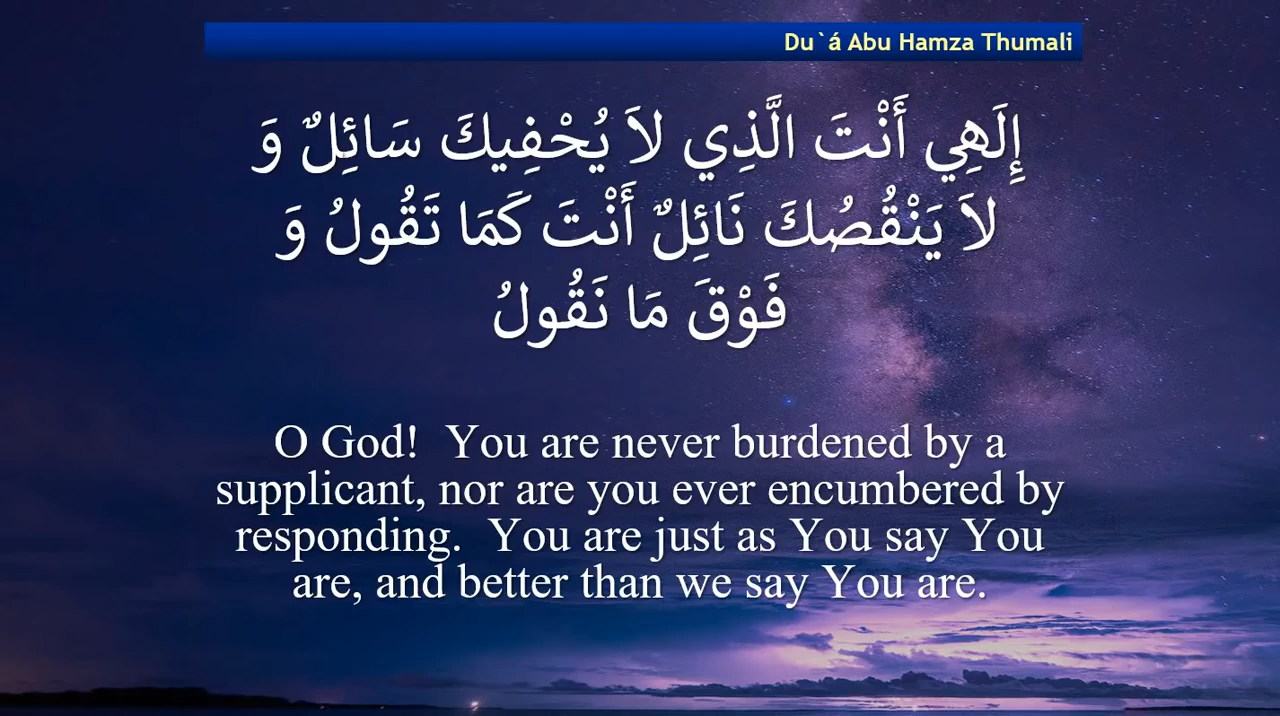 Du`á Abu Hamza Thumali
إِلَهِي أَنْتَ الَّذِي لاَ يُحْفِيكَ سَائِلٌ وَ
لاَ يَنْقُصُكَ نَائِلٌ أَنْتَ كَمَا تَقُولُ وَ
فَوْقَ مَا نَقُولُ
O God!  You are never burdened by a
supplicant, nor are you ever encumbered by
responding.  You are just as You say You
are, and better than we say You are.